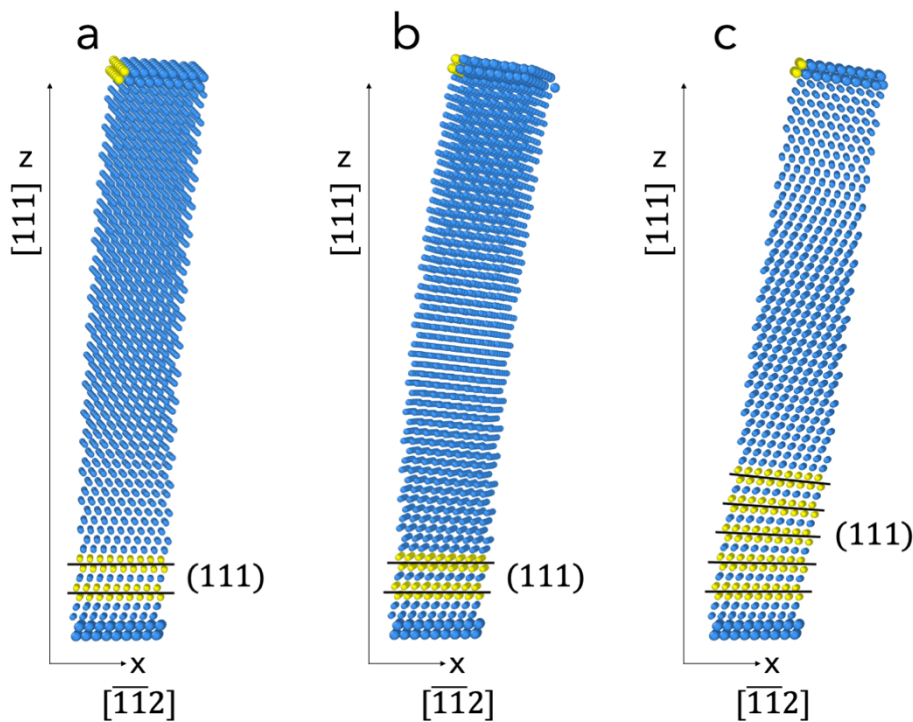 a
b
c
z
[111]
z
[111]
z
[111]
(111)
(111)
(111)
x
[1̅1̅2]
x
[1̅1̅2]
x
[1̅1̅2]